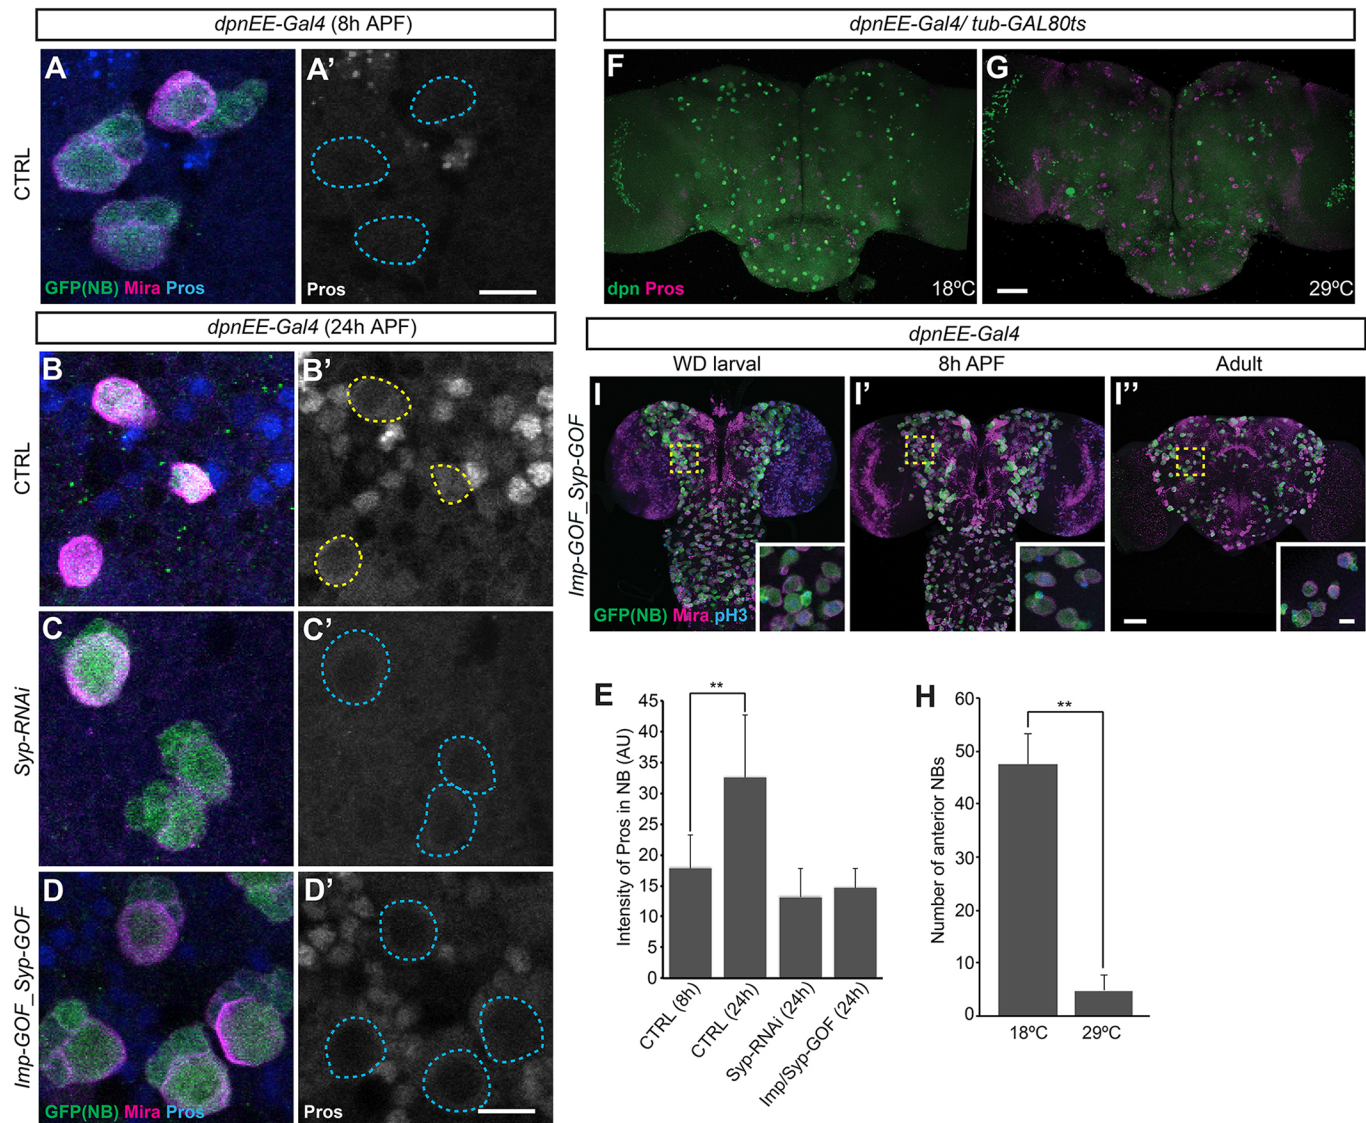 dpnEE-Gal4 (8h APF)
A
A'
CTRL
GFP(NB) Mira Pros
Pros
dpnEE-Gal4 (24h APF)
B
B'
CTRL
C
C'
Syp-RNAi
D
D'
Imp-GOF_Syp-GOF
GFP(NB) Mira Pros
Pros
dpnEE-Gal4/ tub-GAL80ts
F
G
dpn Pros
18ºC
29ºC
dpnEE-Gal4
WD larval
8h APF
Adult
I
I'
I''
Imp-GOF_Syp-GOF
GFP(NB) Mira pH3
E
**
Intensity of Pros in NB (AU)
45
40
35
30
25
20
15
10
5
0
CTRL (8h)
CTRL (24h)
Syp-RNAi (24h)
Imp/Syp-GOF (24h)
H
**
Number of anterior NBs
60
50
40
30
20
10
0
18ºC
29ºC